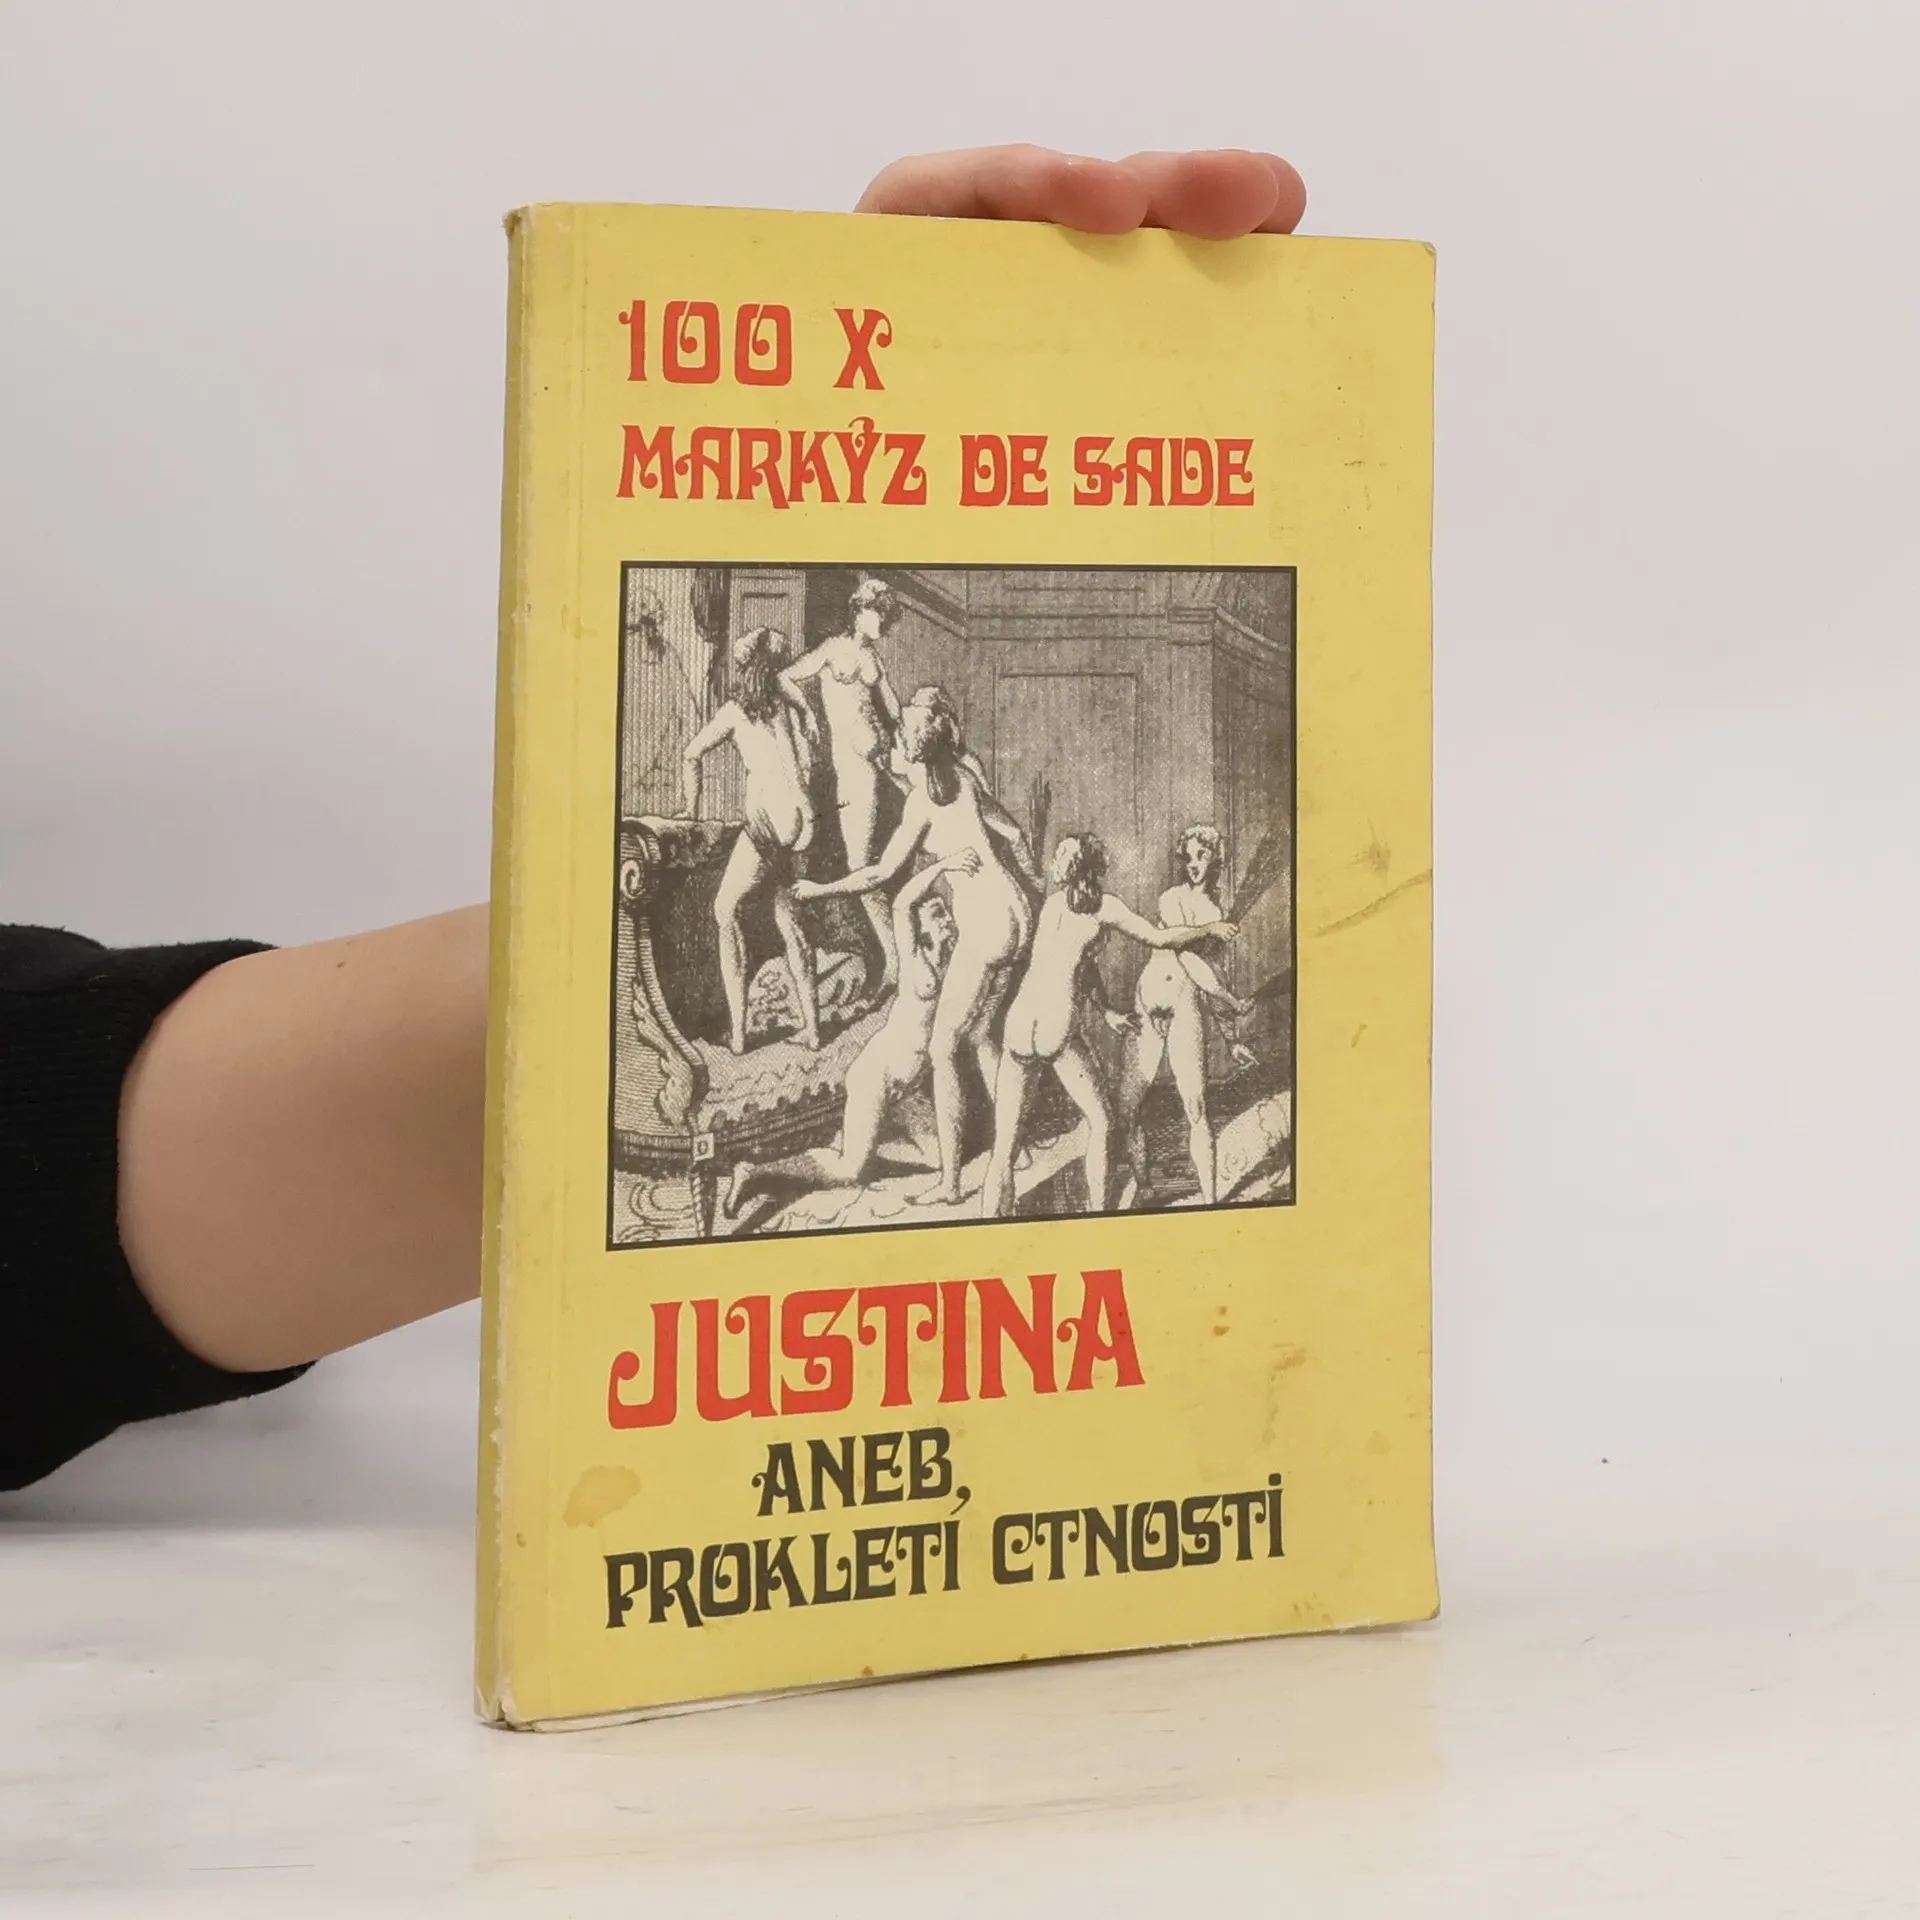 100 X
MARKÝZ DE SADE
JUSTINA
ANEB,
PROKLETÍ CTNOSTI